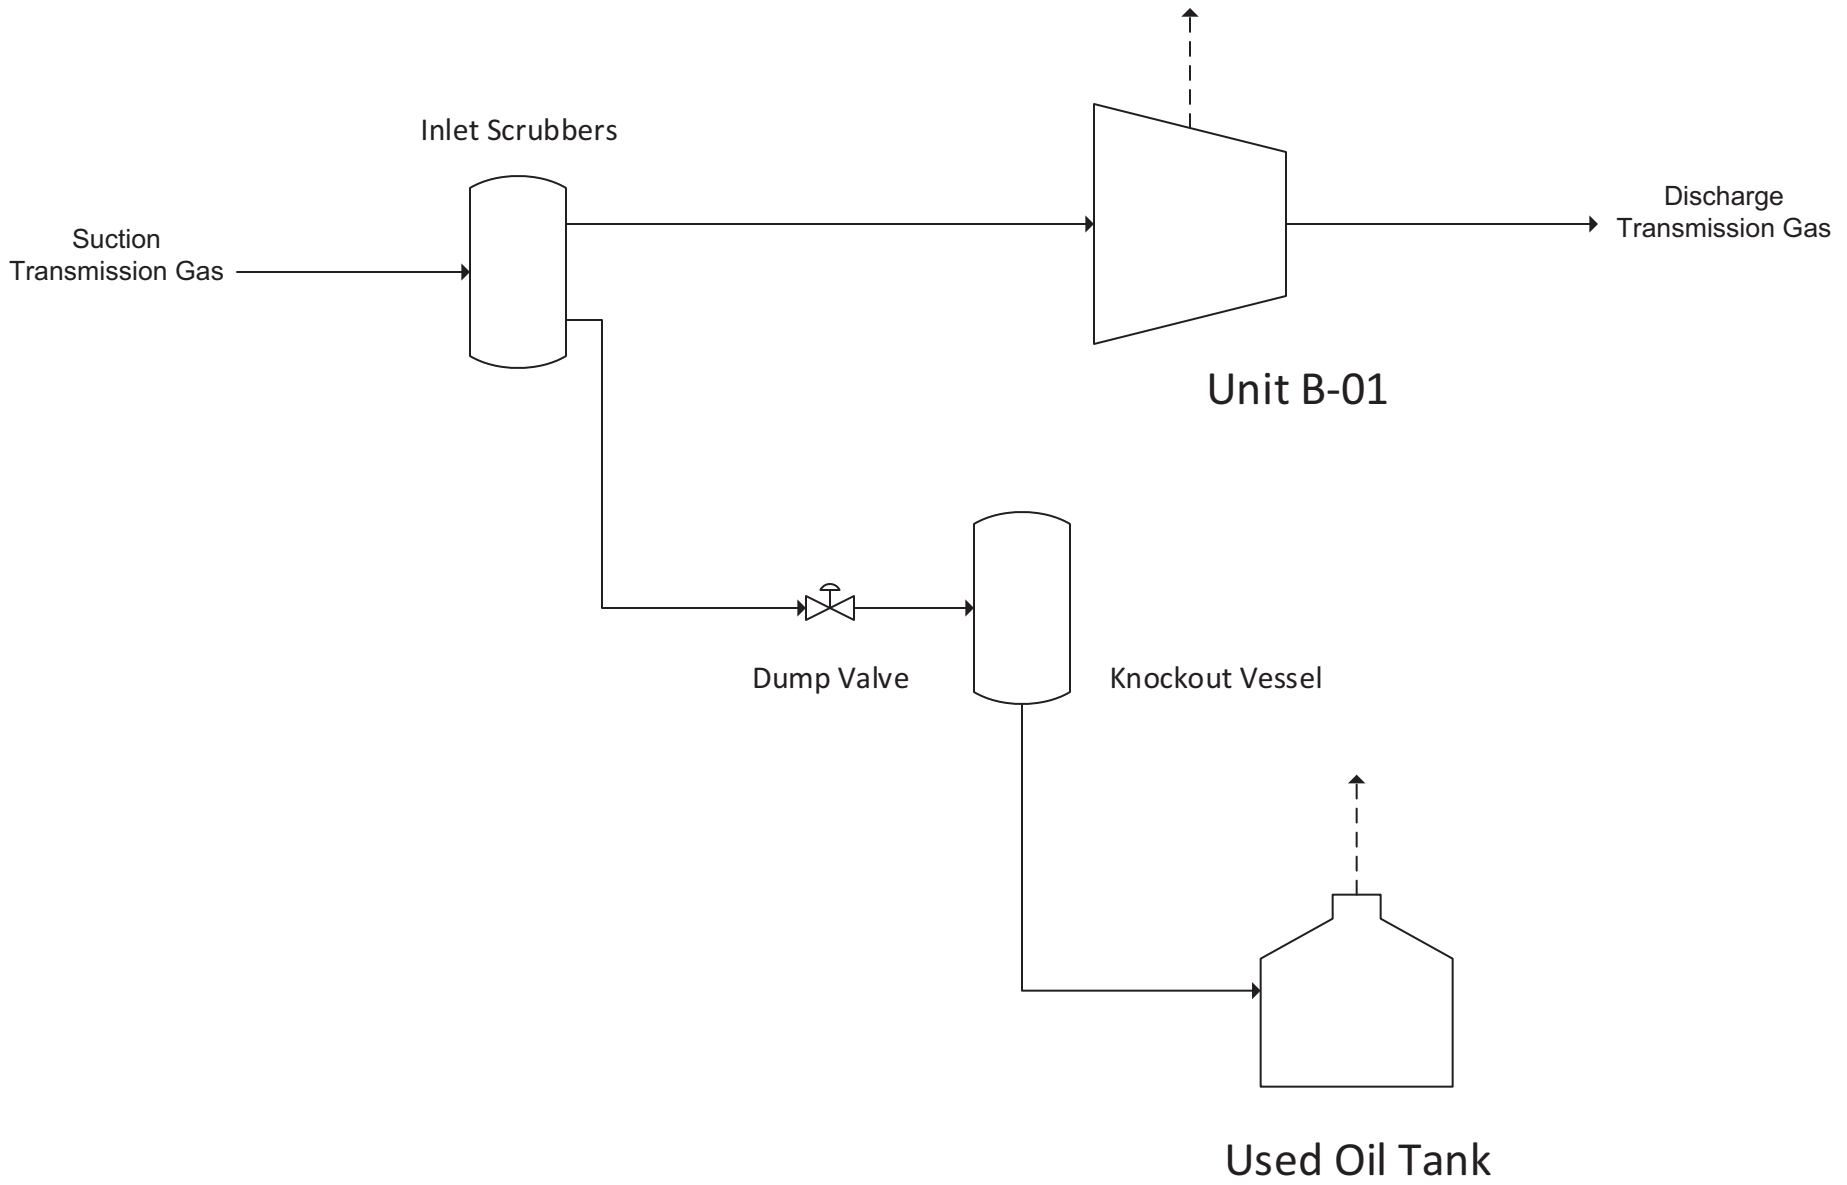 Inlet Scrubbers
Suction
Transmission Gas
Discharge
Transmission Gas
Unit B-01
Dump Valve
Knockout Vessel
Used Oil Tank